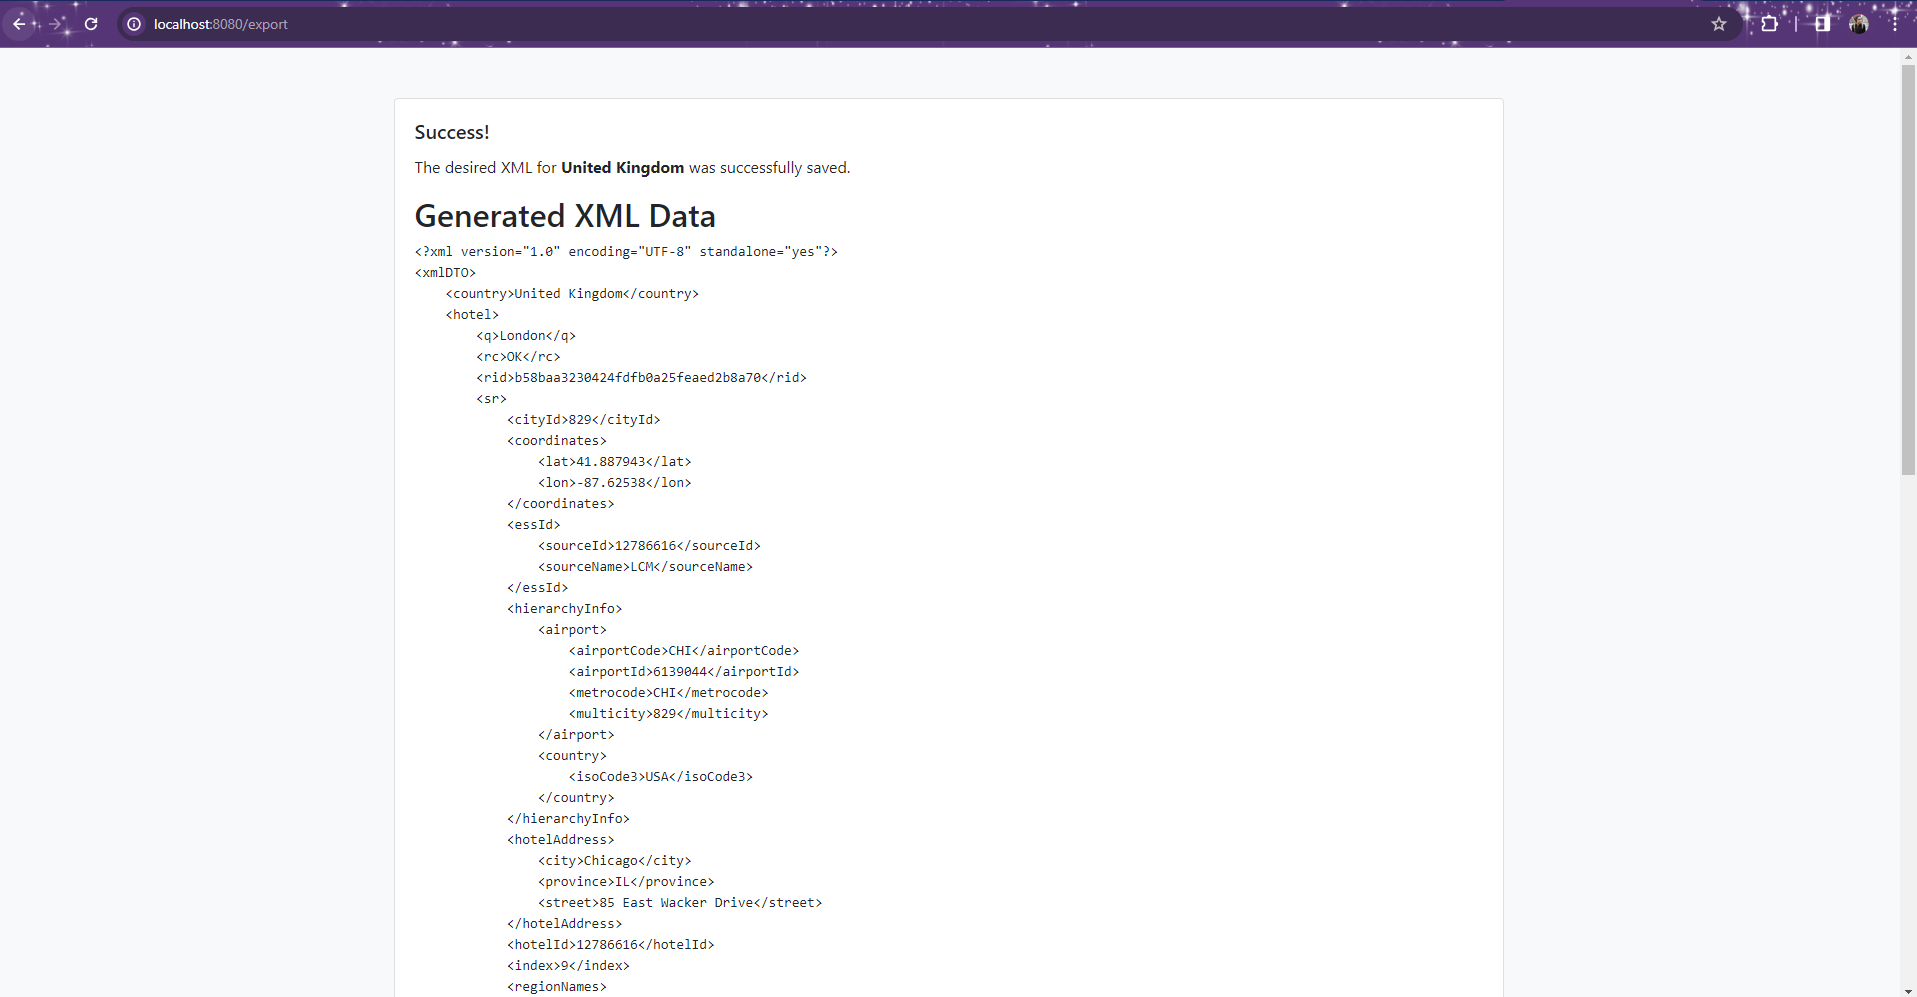 localhost:8080/export
Success!
The desired XML for United Kingdom was successfully saved.
Generated XML Data
<?xml version="1.0" encoding="UTF-8" standalone="yes"?>
<xmlDTO>
    <country>United Kingdom</country>
    <hotel>
        <q>London</q>
        <rc>OK</rc>
        <rid>b58baa3230424fdfb0a25feaed2b8a70</rid>
        <sr>
            <cityId>829</cityId>
            <coordinates>
                <lat>41.887943</lat>
                <lon>-87.62538</lon>
            </coordinates>
            <essId>
                <sourceId>12786616</sourceId>
                <sourceName>LCM</sourceName>
            </essId>
            <hierarchyInfo>
                <airport>
                    <airportCode>CHI</airportCode>
                    <airportId>6139044</airportId>
                    <metrocode>CHI</metrocode>
                    <multicity>829</multicity>
                </airport>
                <country>
                    <isoCode3>USA</isoCode3>
                </country>
            </hierarchyInfo>
            <hotelAddress>
                <city>Chicago</city>
                <province>IL</province>
                <street>85 East Wacker Drive</street>
            </hotelAddress>
            <hotelId>12786616</hotelId>
            <index>9</index>
            <regionNames>